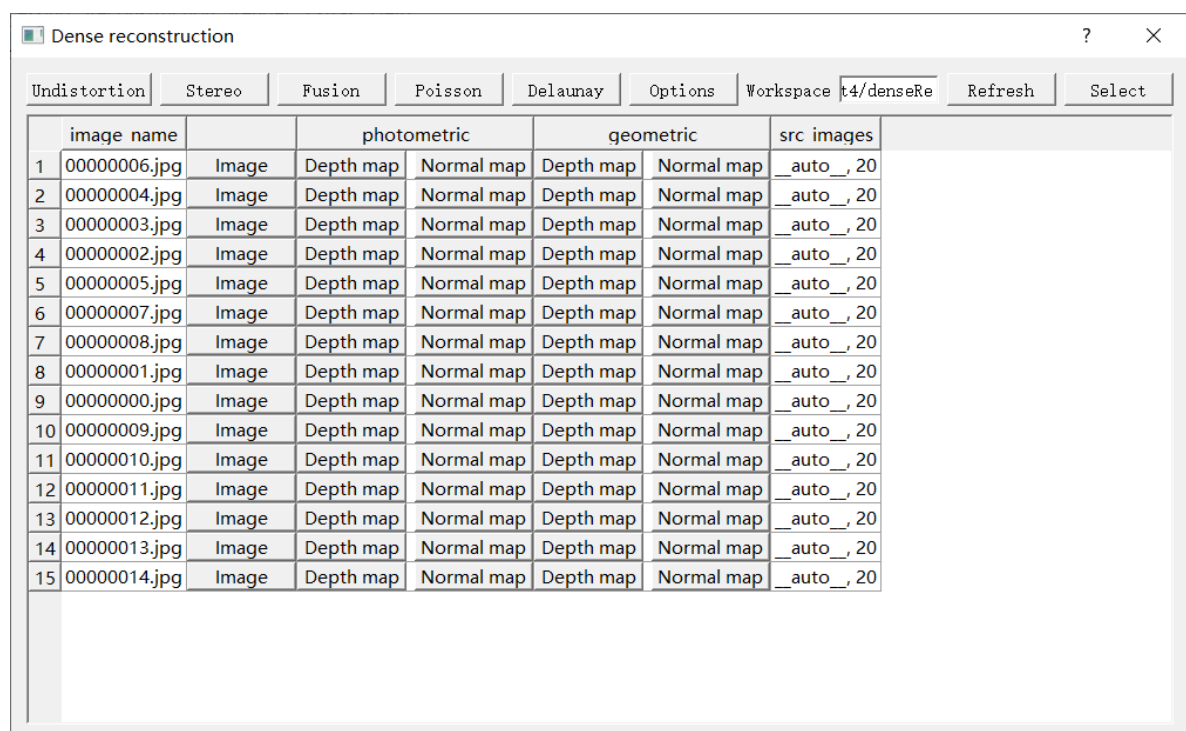 Dense reconstruction ? ×
Undistortion Stereo Fusion Poisson Delaunay Options Workspace t4/denseRe Refresh Select
image name photometric geometric src images
1 00000006.jpg Image Depth map Normal map Depth map Normal map __auto__, 20
2 00000004.jpg Image Depth map Normal map Depth map Normal map __auto__, 20
3 00000003.jpg Image Depth map Normal map Depth map Normal map __auto__, 20
4 00000002.jpg Image Depth map Normal map Depth map Normal map __auto__, 20
5 00000005.jpg Image Depth map Normal map Depth map Normal map __auto__, 20
6 00000007.jpg Image Depth map Normal map Depth map Normal map __auto__, 20
7 00000008.jpg Image Depth map Normal map Depth map Normal map __auto__, 20
8 00000001.jpg Image Depth map Normal map Depth map Normal map __auto__, 20
9 00000000.jpg Image Depth map Normal map Depth map Normal map __auto__, 20
10 00000009.jpg Image Depth map Normal map Depth map Normal map __auto__, 20
11 00000010.jpg Image Depth map Normal map Depth map Normal map __auto__, 20
12 00000011.jpg Image Depth map Normal map Depth map Normal map __auto__, 20
13 00000012.jpg Image Depth map Normal map Depth map Normal map __auto__, 20
14 00000013.jpg Image Depth map Normal map Depth map Normal map __auto__, 20
15 00000014.jpg Image Depth map Normal map Depth map Normal map __auto__, 20